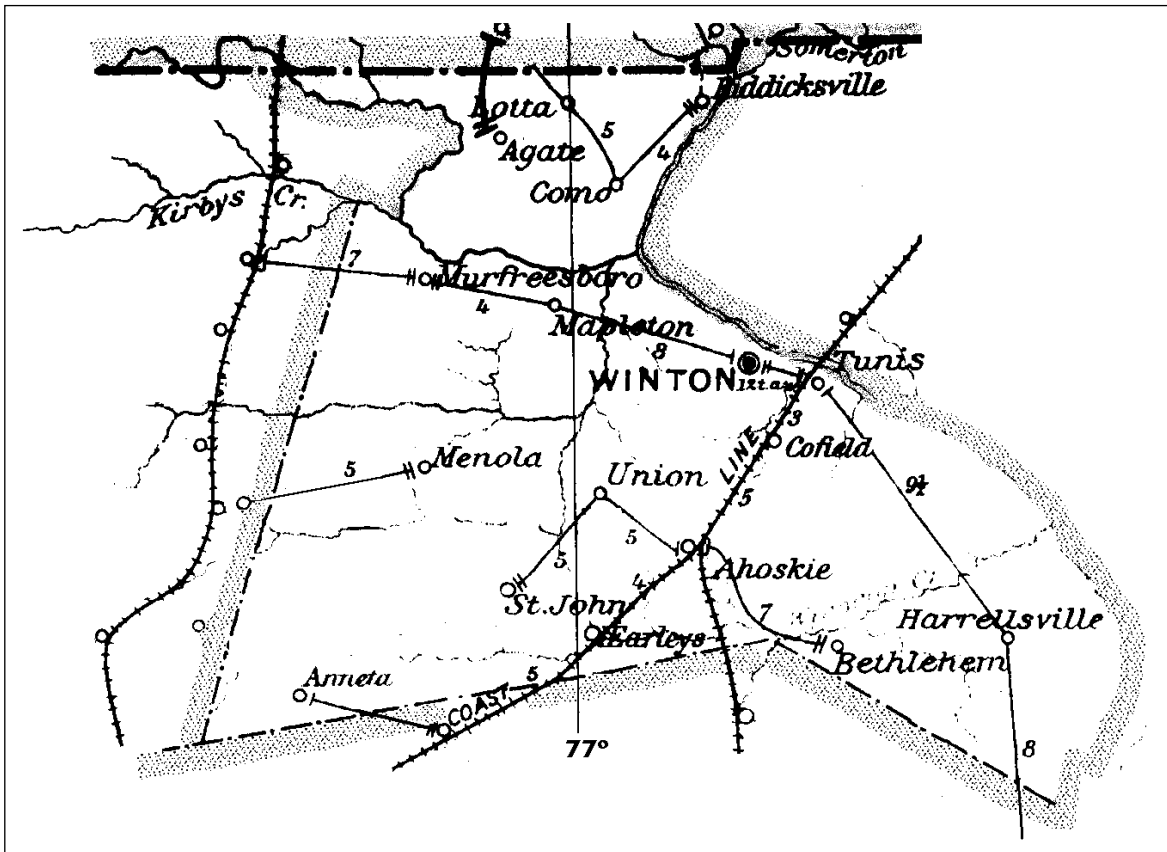 Somerton
Riddicksville
Lotta
5
Agate
4
Como
Kirbys Cr.
7
Murfreesboro
4
Mapleton
8
Tunis
WINTON
3
LINE
Cofield
Menola
5
Union
5
9½
5
5
Ahoskie
4
St. John
7
Harrellsville
Earleys
Bethlehem
Anneta
5
COAST
77°
8